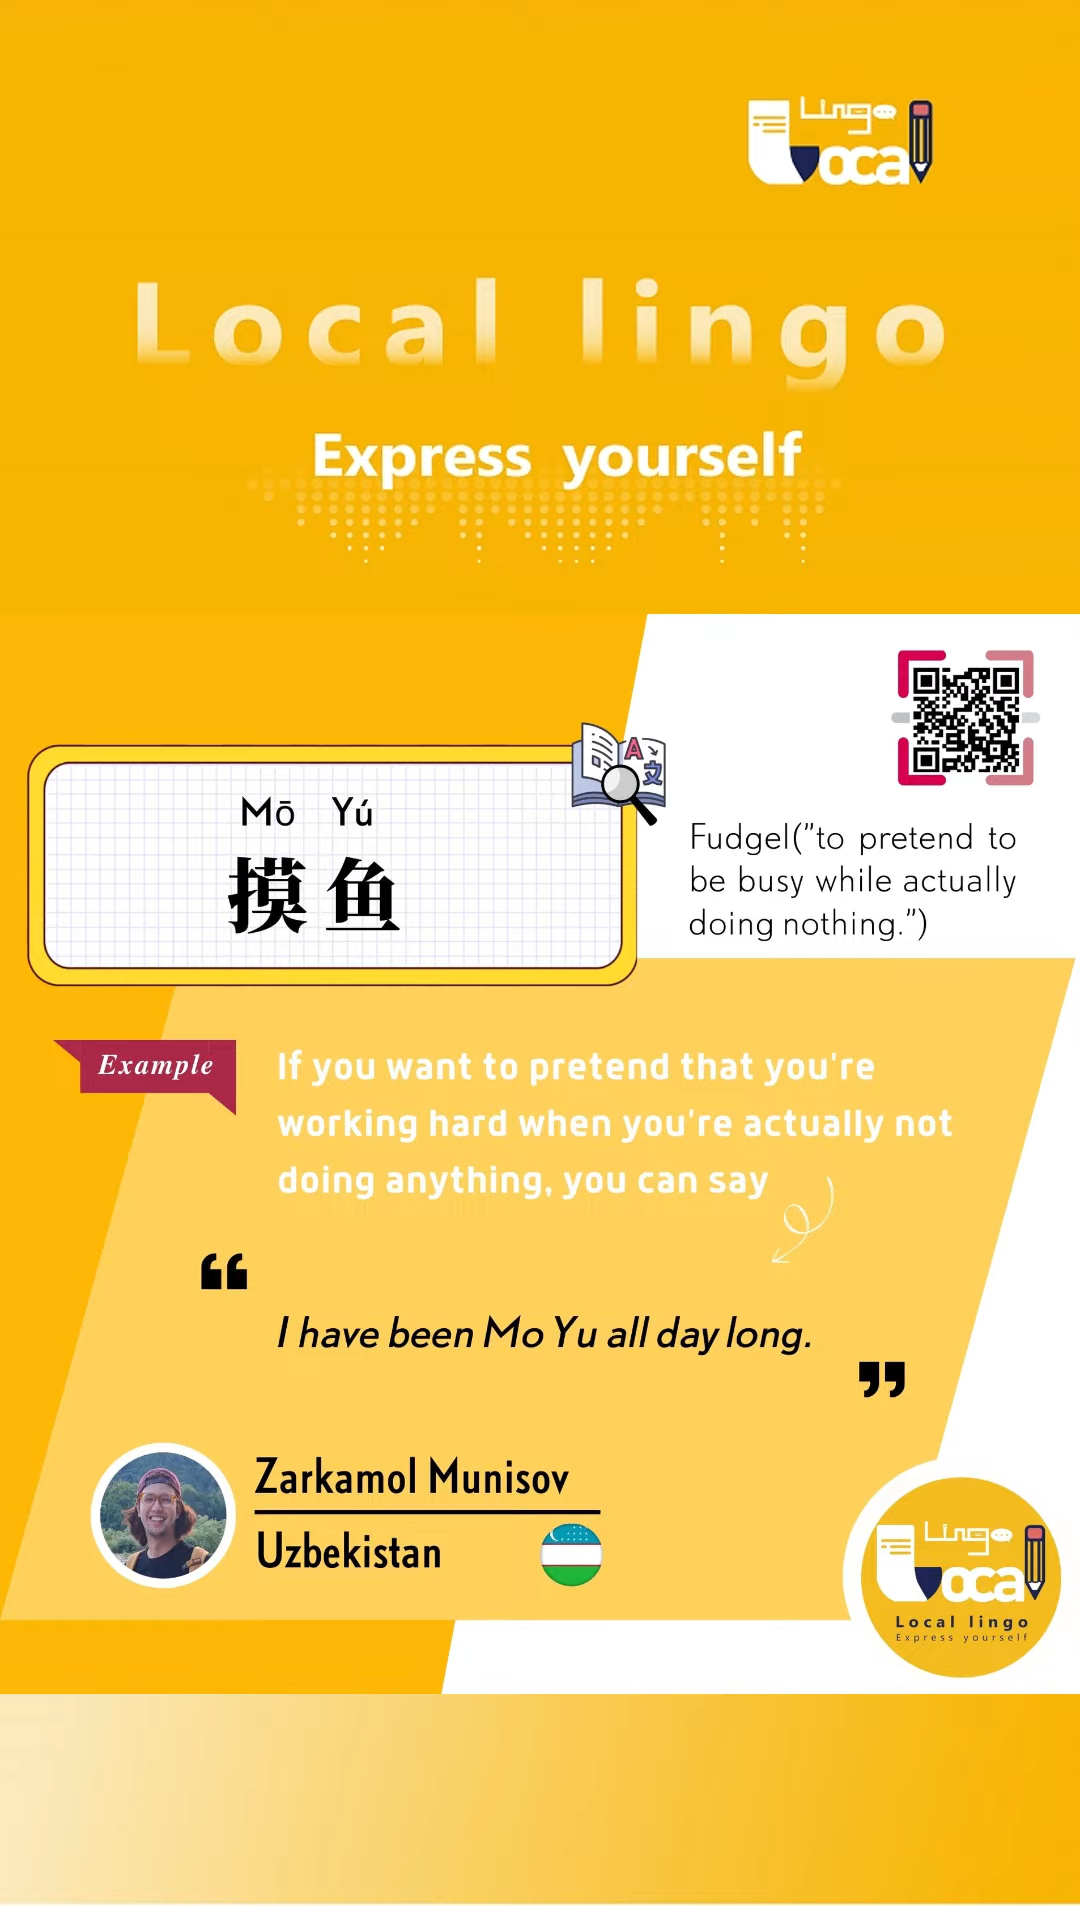 Lingo
Local
Local lingo
Express yourself
Mō Yú
摸鱼
A
文
Fudgel("to pretend to
be busy while actually
doing nothing.")
Example
If you want to pretend that you're
working hard when you're actually not
doing anything, you can say
“
I have been Mo Yu all day long.
”
Zarkamol Munisov
Uzbekistan
Lingo
Local
Local lingo
Express yourself